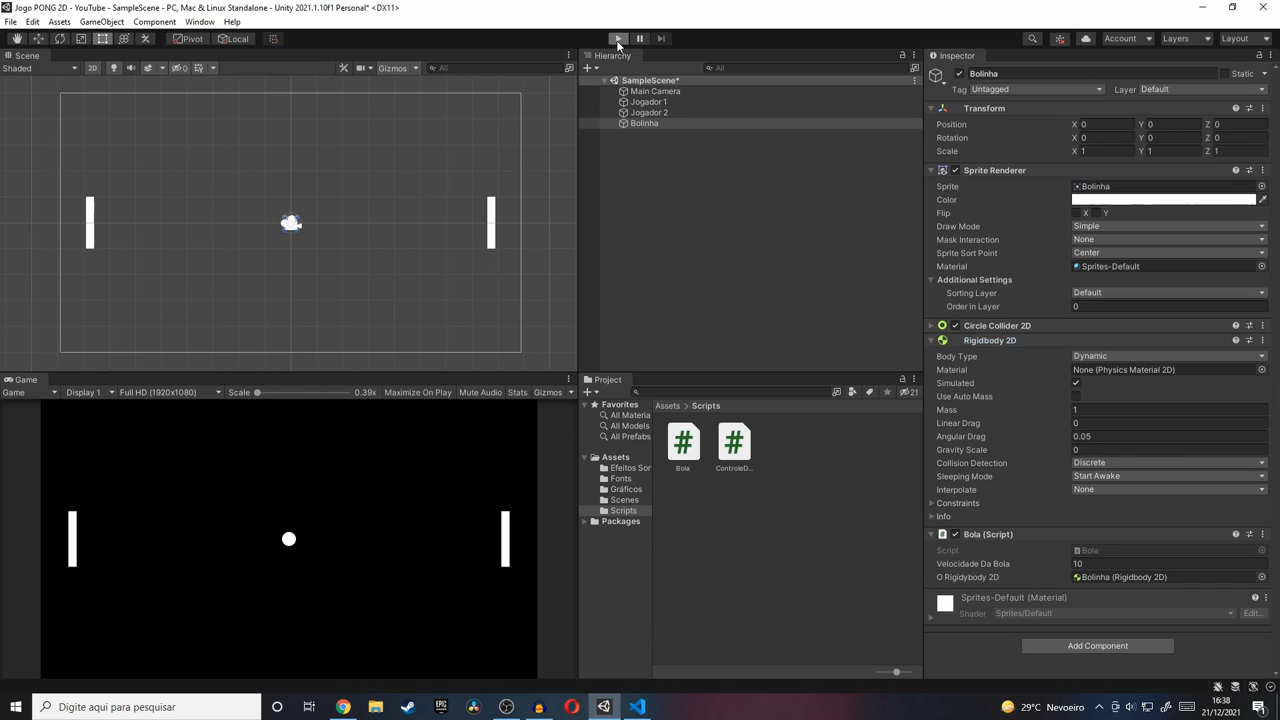 Jogo PONG 2D - YouTube - SampleScene - PC, Mac & Linux Standalone - Unity 2021.1.10f1 Personal* <DX11>
File Edit Assets GameObject Component Window Help
Pivot Local
Account Layers Layout
Scene
Shaded 2D 0 Gizmos All
Hierarchy
All
SampleScene*
Main Camera
Jogador 1
Jogador 2
Bolinha
Game
Game Display 1 Full HD (1920x1080) Scale 0.39x Maximize On Play Mute Audio Stats Gizmos
Project
21
Favorites
All Materia
All Models
All Prefabs
Assets
Efeitos Sor
Fonts
Gráficos
Scenes
Scripts
Packages
Assets > Scripts
Bola ControleD...
Inspector
Bolinha Static
Tag Untagged Layer Default
Transform
Position X 0 Y 0 Z 0
Rotation X 0 Y 0 Z 0
Scale X 1 Y 1 Z 1
Sprite Renderer
Sprite Bolinha
Color
Flip X Y
Draw Mode Simple
Mask Interaction None
Sprite Sort Point Center
Material Sprites-Default
Additional Settings
Sorting Layer Default
Order in Layer 0
Circle Collider 2D
Rigidbody 2D
Body Type Dynamic
Material None (Physics Material 2D)
Simulated
Use Auto Mass
Mass 1
Linear Drag 0
Angular Drag 0.05
Gravity Scale 0
Collision Detection Discrete
Sleeping Mode Start Awake
Interpolate None
Constraints
Info
Bola (Script)
Script Bola
Velocidade Da Bola 10
O Rigidybody 2D Bolinha (Rigidbody 2D)
Sprites-Default (Material)
Shader Sprites/Default Edit...
Add Component
Digite aqui para pesquisar
EPIC GAMES
29°C Nevoeiro
16:38
21/12/2021